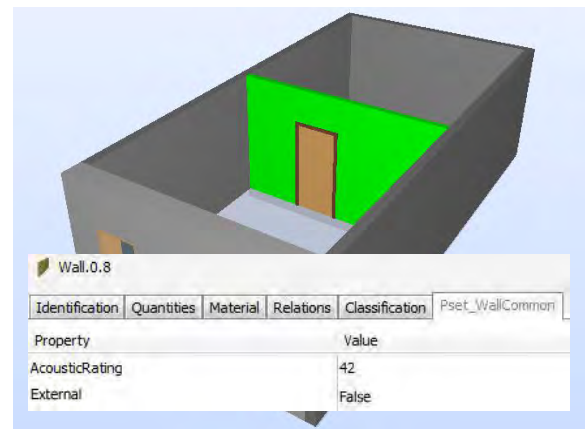 Wall.0.8
Identification Quantities Material Relations Classification Pset_WallCommon
Property Value
AcousticRating 42
External False